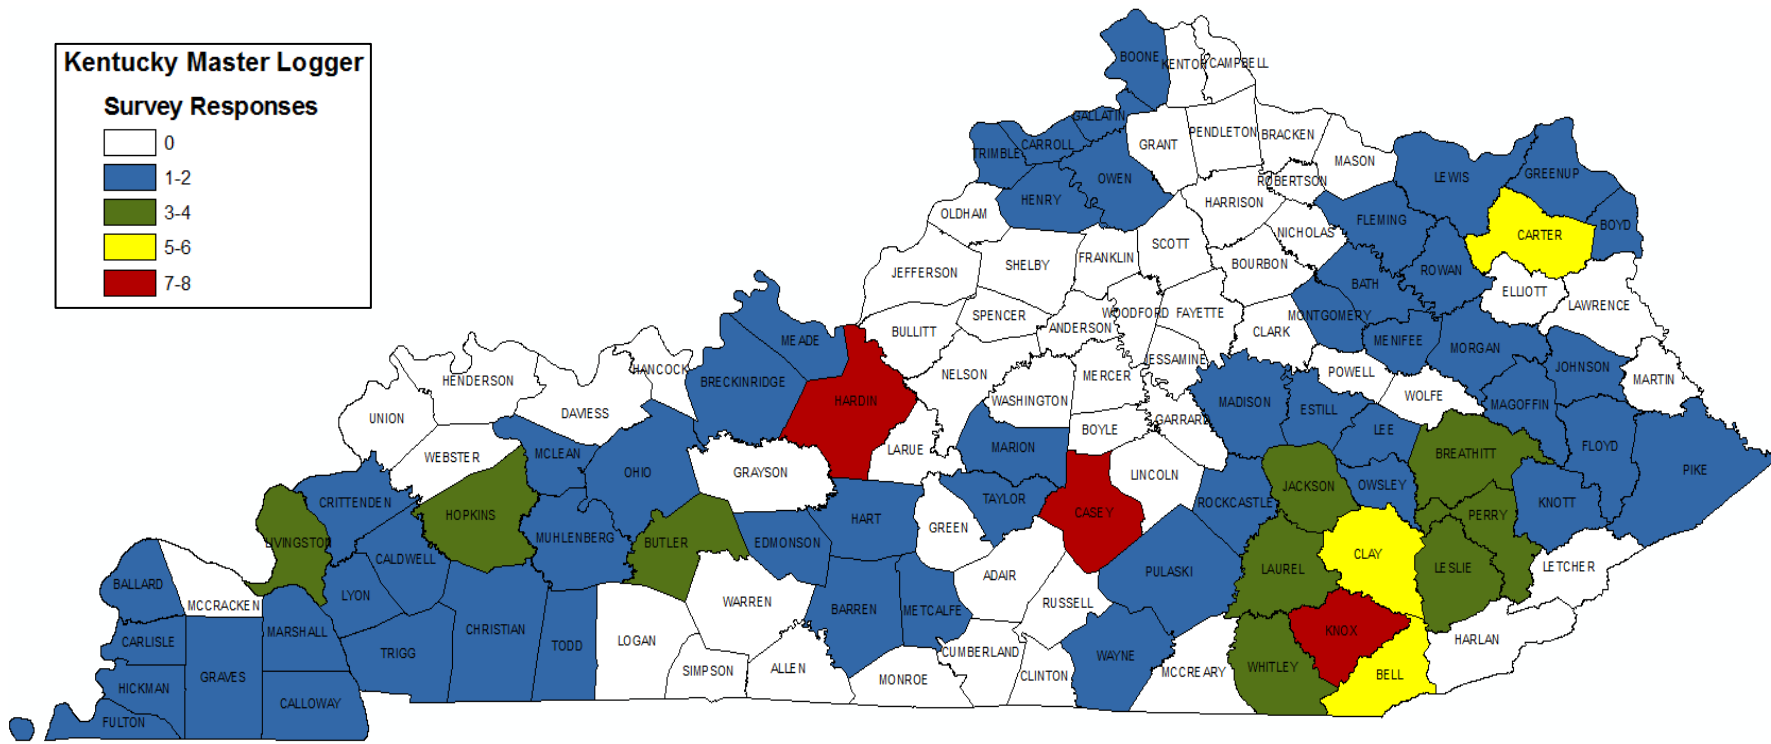 Kentucky Master Logger
Survey Responses
0
1-2
3-4
5-6
7-8
BOONE
KENTON
CAMPBELL
GALLATIN
CARROLL
TRIMBLE
GRANT
PENDLETON
BRACKEN
MASON
OWEN
HENRY
ROBERTSON
LEWIS
GREENUP
OLDHAM
HARRISON
FLEMING
BOYD
CARTER
NICHOLAS
SCOTT
FRANKLIN
SHELBY
JEFFERSON
BOURBON
ROWAN
BATH
ELLIOTT
LAWRENCE
SPENCER
ANDERSON
WOODFORD
FAYETTE
MONTGOMERY
CLARK
BULLITT
MEADE
MENIFEE
MORGAN
JESSAMINE
JOHNSON
MARTIN
POWELL
NELSON
MERCER
BRECKINRIDGE
HANCOCK
HENDERSON
HARDIN
WASHINGTON
MADISON
ESTILL
WOLFE
MAGOFFIN
UNION
DAVIESS
GARRARD
BOYLE
LEE
FLOYD
MARION
LARUE
WEBSTER
MCLEAN
OHIO
GRAYSON
LINCOLN
BREATHITT
PIKE
JACKSON
OWSLEY
ROCKCASTLE
TAYLOR
CRITTENDEN
KNOTT
HOPKINS
CASEY
PERRY
HART
GREEN
LIVINGSTON
MUHLENBERG
BUTLER
EDMONSON
CLAY
CALDWELL
LAUREL
LESLIE
LETCHER
PULASKI
ADAIR
BALLARD
LYON
MCCRACKEN
WARREN
RUSSELL
BARREN
METCALFE
CHRISTIAN
MARSHALL
KNOX
CARLISLE
HARLAN
LOGAN
TODD
TRIGG
CUMBERLAND
WAYNE
WHITLEY
ALLEN
SIMPSON
MCCREARY
CLINTON
BELL
GRAVES
MONROE
HICKMAN
CALLOWAY
FULTON